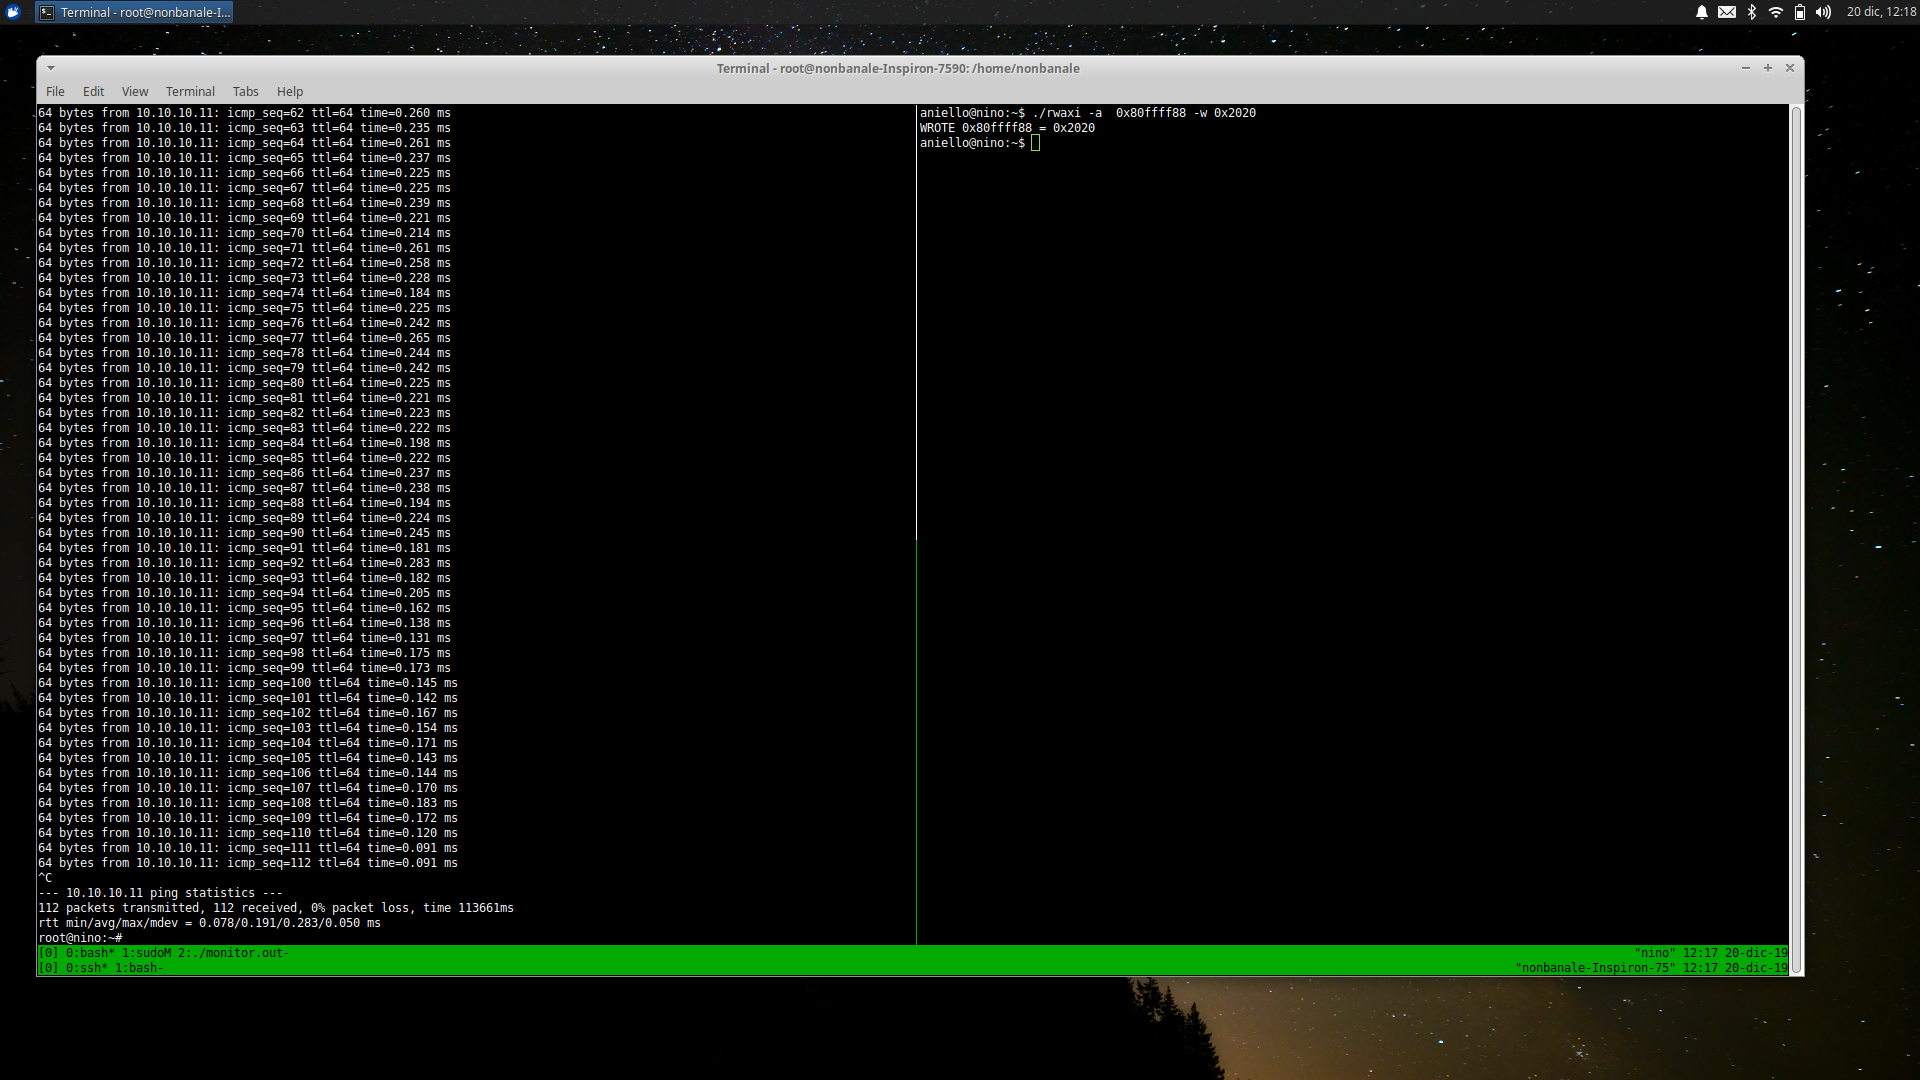 Terminal - root@nonbanale-I...
20 dic, 12:18
Terminal - root@nonbanale-Inspiron-7590: /home/nonbanale
File Edit View Terminal Tabs Help
64 bytes from 10.10.10.11: icmp_seq=62 ttl=64 time=0.260 ms
64 bytes from 10.10.10.11: icmp_seq=63 ttl=64 time=0.235 ms
64 bytes from 10.10.10.11: icmp_seq=64 ttl=64 time=0.261 ms
64 bytes from 10.10.10.11: icmp_seq=65 ttl=64 time=0.237 ms
64 bytes from 10.10.10.11: icmp_seq=66 ttl=64 time=0.225 ms
64 bytes from 10.10.10.11: icmp_seq=67 ttl=64 time=0.225 ms
64 bytes from 10.10.10.11: icmp_seq=68 ttl=64 time=0.239 ms
64 bytes from 10.10.10.11: icmp_seq=69 ttl=64 time=0.221 ms
64 bytes from 10.10.10.11: icmp_seq=70 ttl=64 time=0.214 ms
64 bytes from 10.10.10.11: icmp_seq=71 ttl=64 time=0.261 ms
64 bytes from 10.10.10.11: icmp_seq=72 ttl=64 time=0.258 ms
64 bytes from 10.10.10.11: icmp_seq=73 ttl=64 time=0.228 ms
64 bytes from 10.10.10.11: icmp_seq=74 ttl=64 time=0.184 ms
64 bytes from 10.10.10.11: icmp_seq=75 ttl=64 time=0.225 ms
64 bytes from 10.10.10.11: icmp_seq=76 ttl=64 time=0.242 ms
64 bytes from 10.10.10.11: icmp_seq=77 ttl=64 time=0.265 ms
64 bytes from 10.10.10.11: icmp_seq=78 ttl=64 time=0.244 ms
64 bytes from 10.10.10.11: icmp_seq=79 ttl=64 time=0.242 ms
64 bytes from 10.10.10.11: icmp_seq=80 ttl=64 time=0.225 ms
64 bytes from 10.10.10.11: icmp_seq=81 ttl=64 time=0.221 ms
64 bytes from 10.10.10.11: icmp_seq=82 ttl=64 time=0.223 ms
64 bytes from 10.10.10.11: icmp_seq=83 ttl=64 time=0.222 ms
64 bytes from 10.10.10.11: icmp_seq=84 ttl=64 time=0.198 ms
64 bytes from 10.10.10.11: icmp_seq=85 ttl=64 time=0.222 ms
64 bytes from 10.10.10.11: icmp_seq=86 ttl=64 time=0.237 ms
64 bytes from 10.10.10.11: icmp_seq=87 ttl=64 time=0.238 ms
64 bytes from 10.10.10.11: icmp_seq=88 ttl=64 time=0.194 ms
64 bytes from 10.10.10.11: icmp_seq=89 ttl=64 time=0.224 ms
64 bytes from 10.10.10.11: icmp_seq=90 ttl=64 time=0.245 ms
64 bytes from 10.10.10.11: icmp_seq=91 ttl=64 time=0.181 ms
64 bytes from 10.10.10.11: icmp_seq=92 ttl=64 time=0.283 ms
64 bytes from 10.10.10.11: icmp_seq=93 ttl=64 time=0.182 ms
64 bytes from 10.10.10.11: icmp_seq=94 ttl=64 time=0.205 ms
64 bytes from 10.10.10.11: icmp_seq=95 ttl=64 time=0.162 ms
64 bytes from 10.10.10.11: icmp_seq=96 ttl=64 time=0.138 ms
64 bytes from 10.10.10.11: icmp_seq=97 ttl=64 time=0.131 ms
64 bytes from 10.10.10.11: icmp_seq=98 ttl=64 time=0.175 ms
64 bytes from 10.10.10.11: icmp_seq=99 ttl=64 time=0.173 ms
64 bytes from 10.10.10.11: icmp_seq=100 ttl=64 time=0.145 ms
64 bytes from 10.10.10.11: icmp_seq=101 ttl=64 time=0.142 ms
64 bytes from 10.10.10.11: icmp_seq=102 ttl=64 time=0.167 ms
64 bytes from 10.10.10.11: icmp_seq=103 ttl=64 time=0.154 ms
64 bytes from 10.10.10.11: icmp_seq=104 ttl=64 time=0.171 ms
64 bytes from 10.10.10.11: icmp_seq=105 ttl=64 time=0.143 ms
64 bytes from 10.10.10.11: icmp_seq=106 ttl=64 time=0.144 ms
64 bytes from 10.10.10.11: icmp_seq=107 ttl=64 time=0.170 ms
64 bytes from 10.10.10.11: icmp_seq=108 ttl=64 time=0.183 ms
64 bytes from 10.10.10.11: icmp_seq=109 ttl=64 time=0.172 ms
64 bytes from 10.10.10.11: icmp_seq=110 ttl=64 time=0.120 ms
64 bytes from 10.10.10.11: icmp_seq=111 ttl=64 time=0.091 ms
64 bytes from 10.10.10.11: icmp_seq=112 ttl=64 time=0.091 ms
^C
--- 10.10.10.11 ping statistics ---
112 packets transmitted, 112 received, 0% packet loss, time 113661ms
rtt min/avg/max/mdev = 0.078/0.191/0.283/0.050 ms
root@nino:~#
aniello@nino:~$ ./rwaxi -a  0x80ffff88 -w 0x2020
WROTE 0x80ffff88 = 0x2020
aniello@nino:~$
[0] 0:bash* 1:sudoM 2:./monitor.out- "nino" 12:17 20-dic-19
[0] 0:ssh* 1:bash- "nonbanale-Inspiron-75" 12:17 20-dic-19